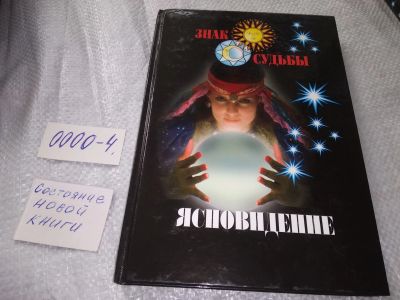 ЗНАК
СУДЬБЫ
ЯСНОВИДЕНИЕ
0000-4.
Состояние
новой
книги